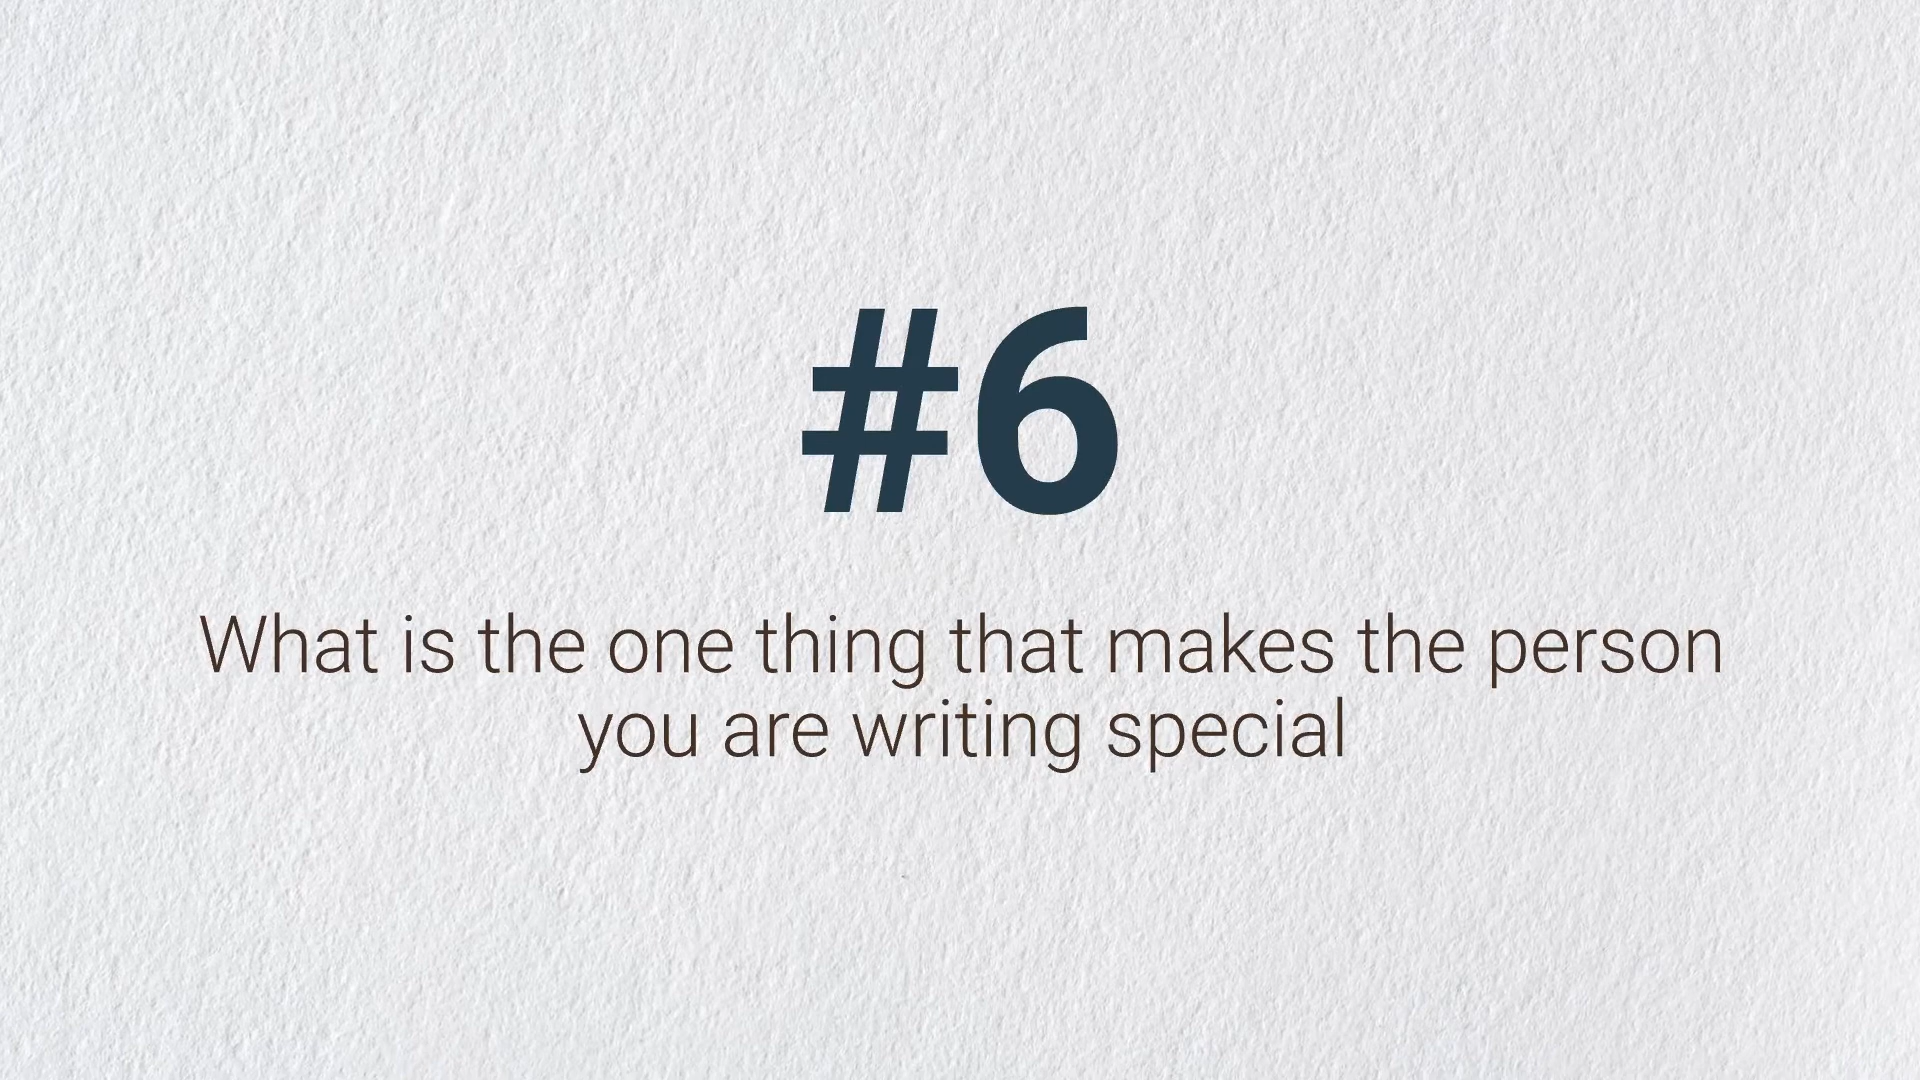 #6
What is the one thing that makes the person
you are writing special